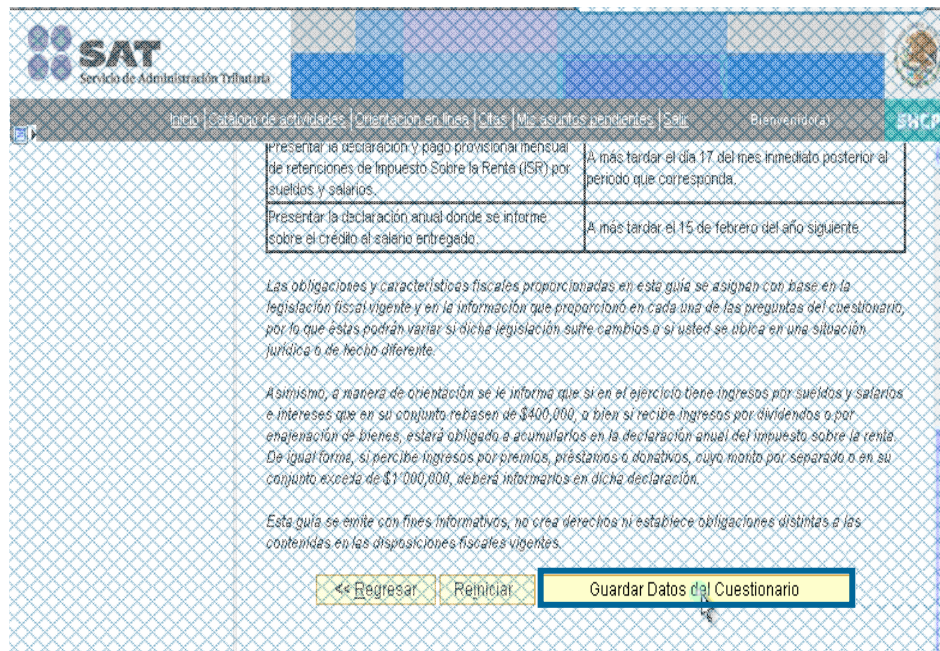 SAT
Servicio de Administración Tributaria
Inicio | Catálogo de actividades | Orientación en línea | Citas | Mis asuntos pendientes | Salir Bienvenido(a) SHCP
Presentar la declaración y pago provisional mensual
de retenciones de Impuesto Sobre la Renta (ISR) por
sueldos y salarios.
A más tardar el día 17 del mes inmediato posterior al
periodo que corresponda.
Presentar la declaración anual donde se informe
sobre el crédito al salario entregado.
A más tardar el 15 de febrero del año siguiente
Las obligaciones y características fiscales proporcionadas en esta guía se asignan con base en la
legislación fiscal vigente y en la información que proporcionó en cada una de las preguntas del cuestionario,
por lo que éstas podrán variar si dicha legislación sufre cambios o si usted se ubica en una situación
jurídica o de hecho diferente.
Asimismo, a manera de orientación se le informa que si en el ejercicio tiene ingresos por sueldos y salarios
e intereses que en su conjunto rebasen de $400,000, o bien si recibe ingresos por dividendos o por
enajenación de bienes, estará obligado a acumularlos en la declaración anual del impuesto sobre la renta.
De igual forma, si percibe ingresos por premios, préstamos o donativos, cuyo monto por separado o en su
conjunto exceda de $1'000,000, deberá informarlos en dicha declaración.
Esta guía se emite con fines informativos, no crea derechos ni establece obligaciones distintas a las
contenidas en las disposiciones fiscales vigentes.
<< Regresar Reiniciar Guardar Datos del Cuestionario